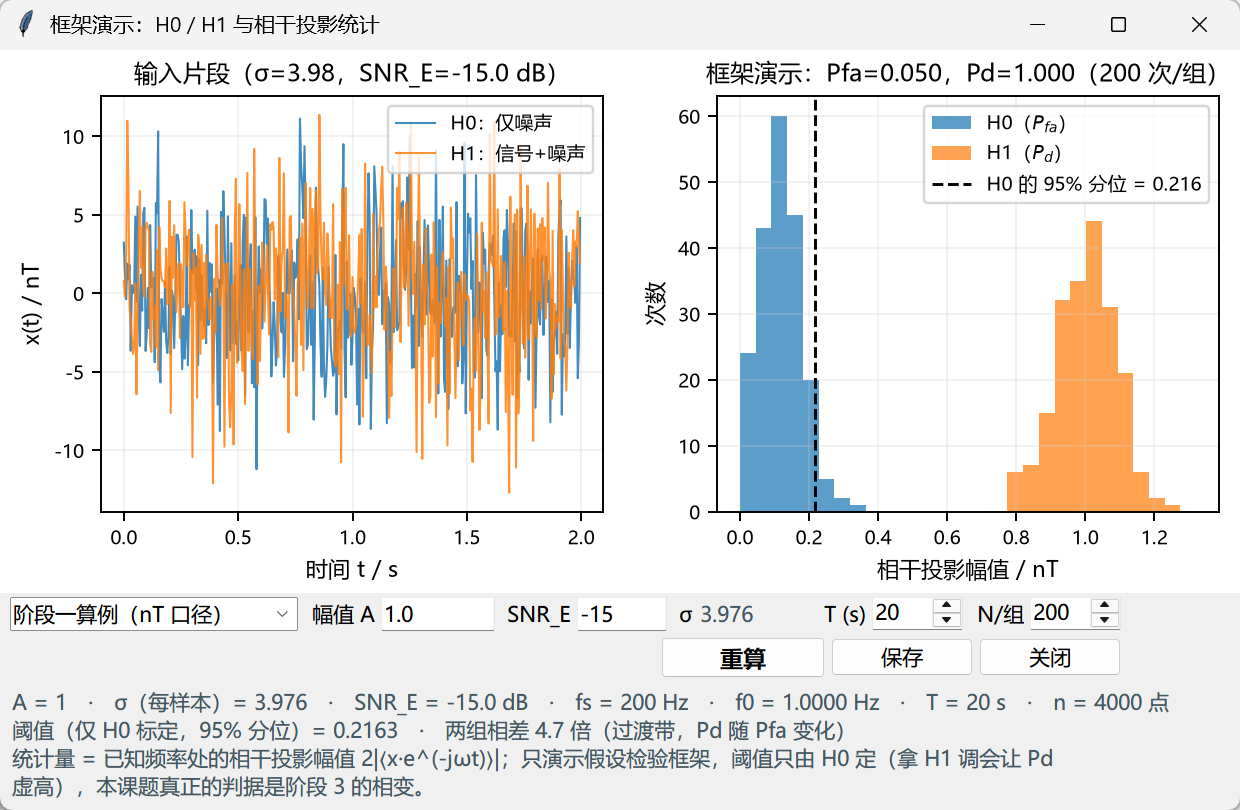 框架演示：H0 / H1 与相干投影统计
输入片段（σ=3.98，SNR_E=-15.0 dB）
x(t) / nT
10
5
0
-5
-10
H0：仅噪声
H1：信号+噪声
0.0 0.5 1.0 1.5 2.0
时间 t / s
框架演示：Pfa=0.050，Pd=1.000（200 次/组）
次数
60
50
40
30
20
10
0
H0（Pfa）
H1（Pd）
H0 的 95% 分位 = 0.216
0.0 0.2 0.4 0.6 0.8 1.0 1.2
相干投影幅值 / nT
阶段一算例（nT 口径） 幅值 A 1.0 SNR_E -15 σ 3.976 T (s) 20 N/组 200
重算 保存 关闭
A = 1 · σ（每样本）= 3.976 · SNR_E = -15.0 dB · fs = 200 Hz · f0 = 1.0000 Hz · T = 20 s · n = 4000 点
阈值（仅 H0 标定，95% 分位）= 0.2163 · 两组相差 4.7 倍（过渡带，Pd 随 Pfa 变化）
统计量 = 已知频率处的相干投影幅值 2|⟨x·e^(-jωt)⟩|；只演示假设检验框架，阈值只由 H0 定（拿 H1 调会让 Pd
虚高），本课题真正的判据是阶段 3 的相变。